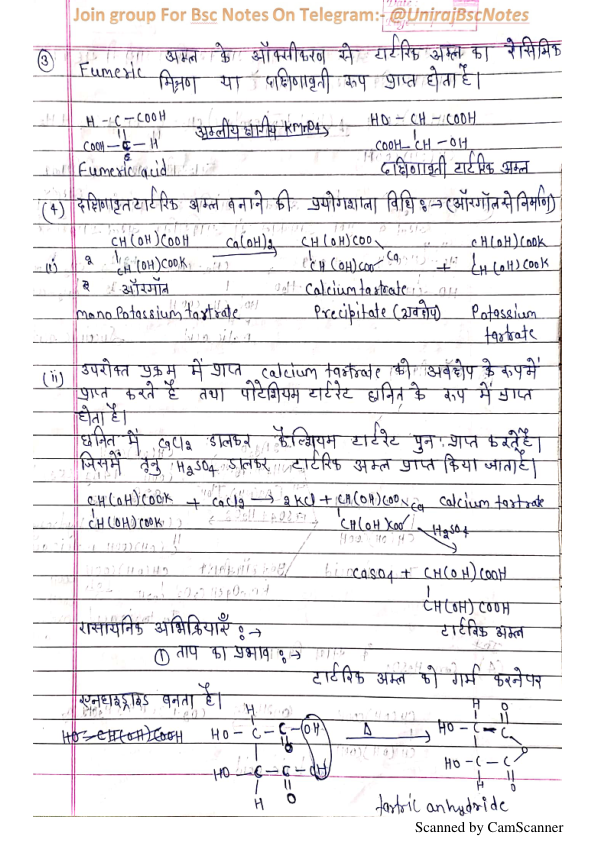 Join group For Bsc Notes On Telegram:- @UnirajBscNotes
③ Fumeric अम्ल के ऑक्सीकरण से टार्टरिक अम्ल का रेसिमिक
मिश्रण या दक्षिणावृती रूप प्राप्त होता है।
H - C - COOH
COOH - C - H
Fumeric acid
अम्लीय क्षारीय KMnO4
HO - CH - COOH
COOH - CH - OH
दक्षिणावृती टार्टरिक अम्ल
(4) दक्षिणावृत टार्टरिक अम्ल बनाने की प्रयोगशाला विधि :→ (ऑरगॉल से निर्माण)
(i) 2 CH(OH)COOH
CH(OH)COOK
ऑरगॉल
mono Potassium tartrate
Ca(OH)2
CH(OH)COO
CH(OH)COO Ca
Calcium tartrate
Precipitate (अवक्षेप)
+
CH(OH)COOK
CH(OH)COOK
Potassium
tartrate
(ii) उपरोक्त प्रक्रम में प्राप्त calcium tartrate को अवक्षेप के रूप में
प्राप्त करते है तथा पोटेशियम टार्टरेट छनित के रूप में प्राप्त
होता है।
छनित में CaCl2 डालकर कैल्शियम टार्टरेट पुनः प्राप्त करते है।
जिसमें तनु H2SO4 डालकर टार्टरिक अम्ल प्राप्त किया जाता है।
CH(OH)COOK + CaCl2 → 2KCl + CH(OH)COO Ca Calcium tartrate
CH(OH)COOK CH(OH)COO
H2SO4
CaSO4 + CH(OH)COOH
CH(OH)COOH
टार्टरिक अम्ल
रासायनिक अभिक्रियाएँ :→
① ताप का प्रभाव :→
टार्टरिक अम्ल को गर्म करने पर
एनहाइड्राइड बनता है।
HO-CH(OH)COOH
H
HO - C - C - OH
O
HO - C - C - OH
H O
Δ
H O
HO - C - C
O
HO - C - C
H O
tartric anhydride
Scanned by CamScanner